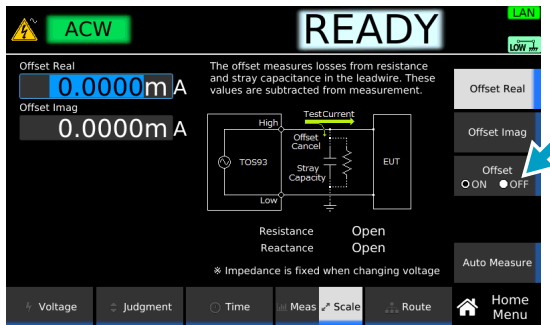 ACW
READY
LAN
LOW
Offset Real
0.0000m A
Offset Imag
0.0000m A
The offset measures losses from resistance
and stray capacitance in the leadwire. These
values are subtracted from measurement.
TestCurrent
High
Offset
Cancel
TOS93
Stray
Capacity
EUT
Low
Resistance Open
Reactance Open
※ Impedance is fixed when changing voltage
Offset Real
Offset Imag
Offset
ON OFF
Auto Measure
Voltage
Judgment
Time
Meas
Scale
Route
Home
Menu